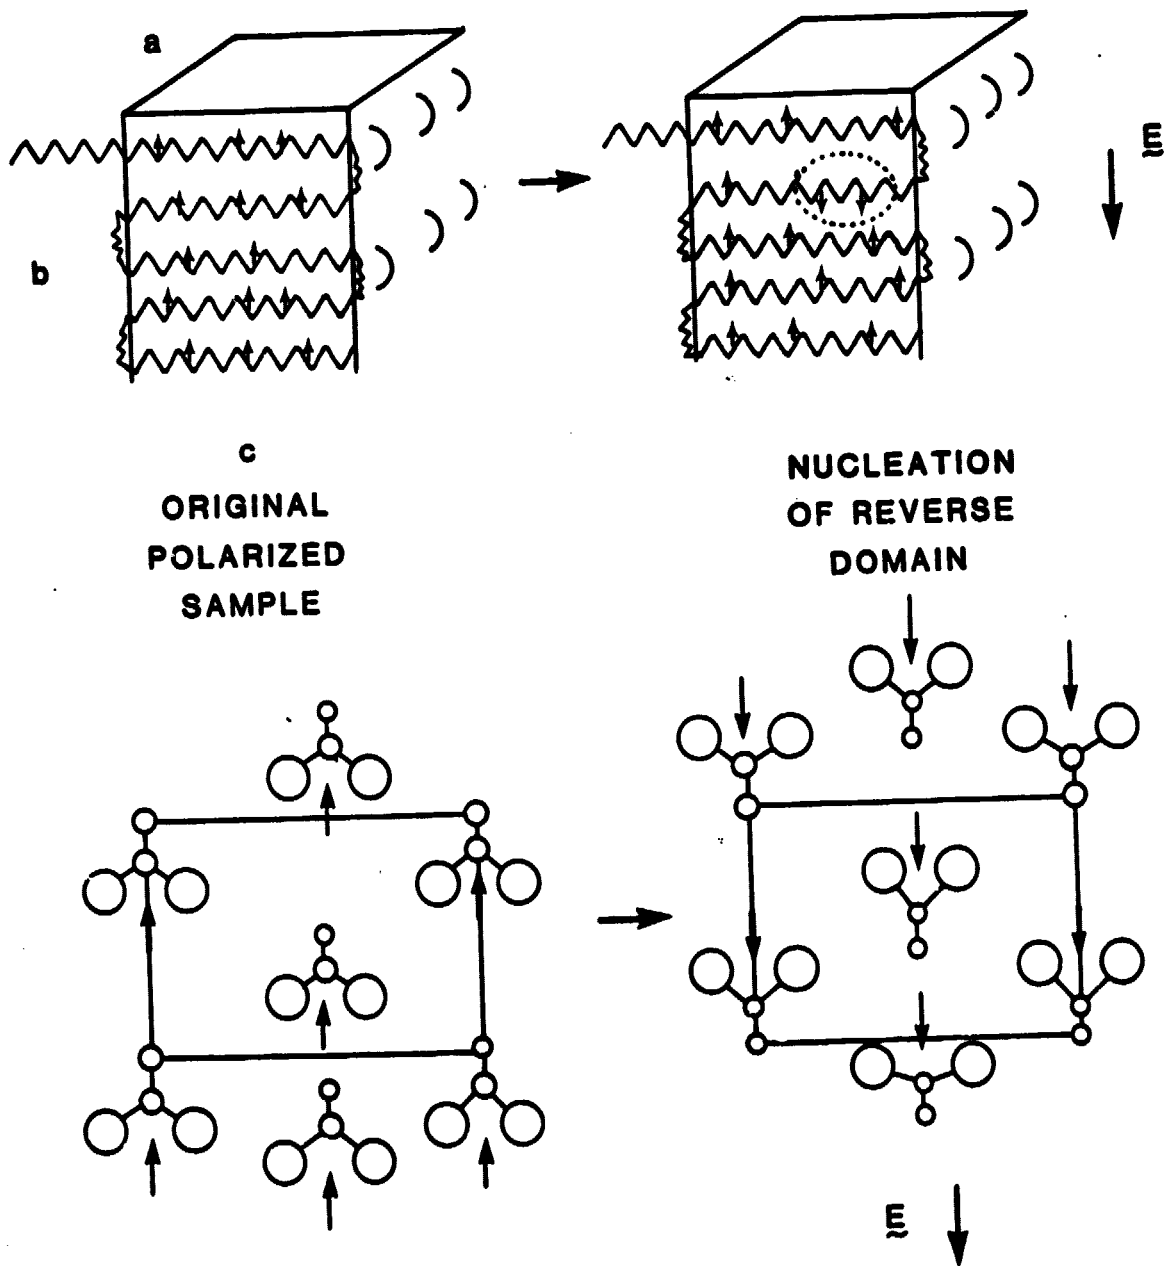 a
E
b
c
ORIGINAL
POLARIZED
SAMPLE
NUCLEATION
OF REVERSE
DOMAIN
E